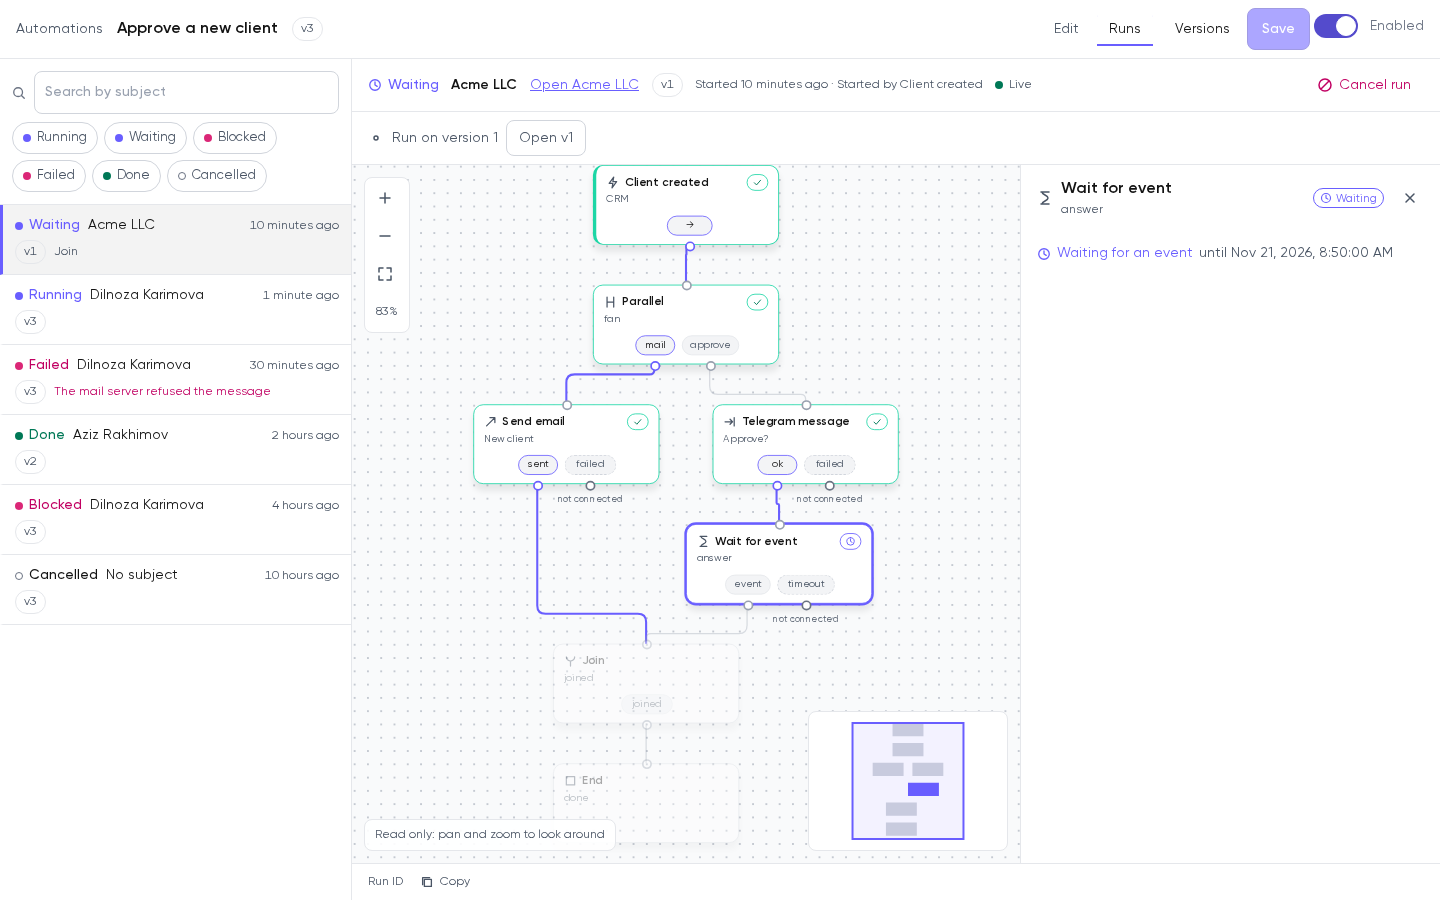 Automations Approve a new client v3 Edit Runs Versions Save Enabled
Search by subject
Running Waiting Blocked
Failed Done Cancelled
Waiting Acme LLC 10 minutes ago
v1 Join
Running Dilnoza Karimova 1 minute ago
v3
Failed Dilnoza Karimova 30 minutes ago
v3 The mail server refused the message
Done Aziz Rakhimov 2 hours ago
v2
Blocked Dilnoza Karimova 4 hours ago
v3
Cancelled No subject 10 hours ago
v3
Waiting Acme LLC Open Acme LLC v1 Started 10 minutes ago · Started by Client created Live Cancel run
Run on version 1 Open v1
83%
Client created
CRM
Parallel
fan
mail approve
Send email
New client
sent failed
not connected
Telegram message
Approve?
ok failed
not connected
Wait for event
answer
event timeout
not connected
Join
joined
joined
End
done
Read only: pan and zoom to look around
Wait for event
answer
Waiting
Waiting for an event until Nov 21, 2026, 8:50:00 AM
Run ID Copy